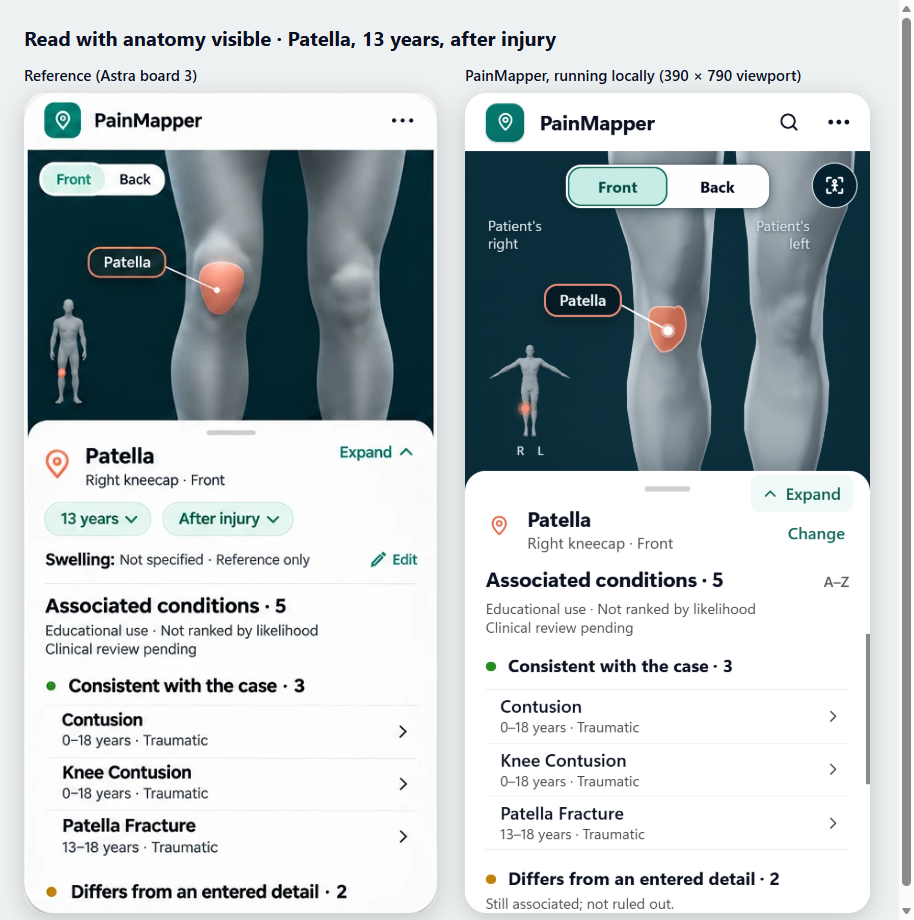 Read with anatomy visible · Patella, 13 years, after injury
Reference (Astra board 3)
PainMapper
Front
Back
Patella
Patella
Expand
Right kneecap · Front
13 years
After injury
Swelling: Not specified · Reference only
Edit
Associated conditions · 5
Educational use · Not ranked by likelihood
Clinical review pending
Consistent with the case · 3
Contusion
0–18 years · Traumatic
Knee Contusion
0–18 years · Traumatic
Patella Fracture
13–18 years · Traumatic
Differs from an entered detail · 2
PainMapper, running locally (390 × 790 viewport)
PainMapper
Front
Back
Patient's
right
Patient's
left
Patella
R L
Expand
Patella
Right kneecap · Front
Change
Associated conditions · 5
A–Z
Educational use · Not ranked by likelihood
Clinical review pending
Consistent with the case · 3
Contusion
0–18 years · Traumatic
Knee Contusion
0–18 years · Traumatic
Patella Fracture
13–18 years · Traumatic
Differs from an entered detail · 2
Still associated; not ruled out.